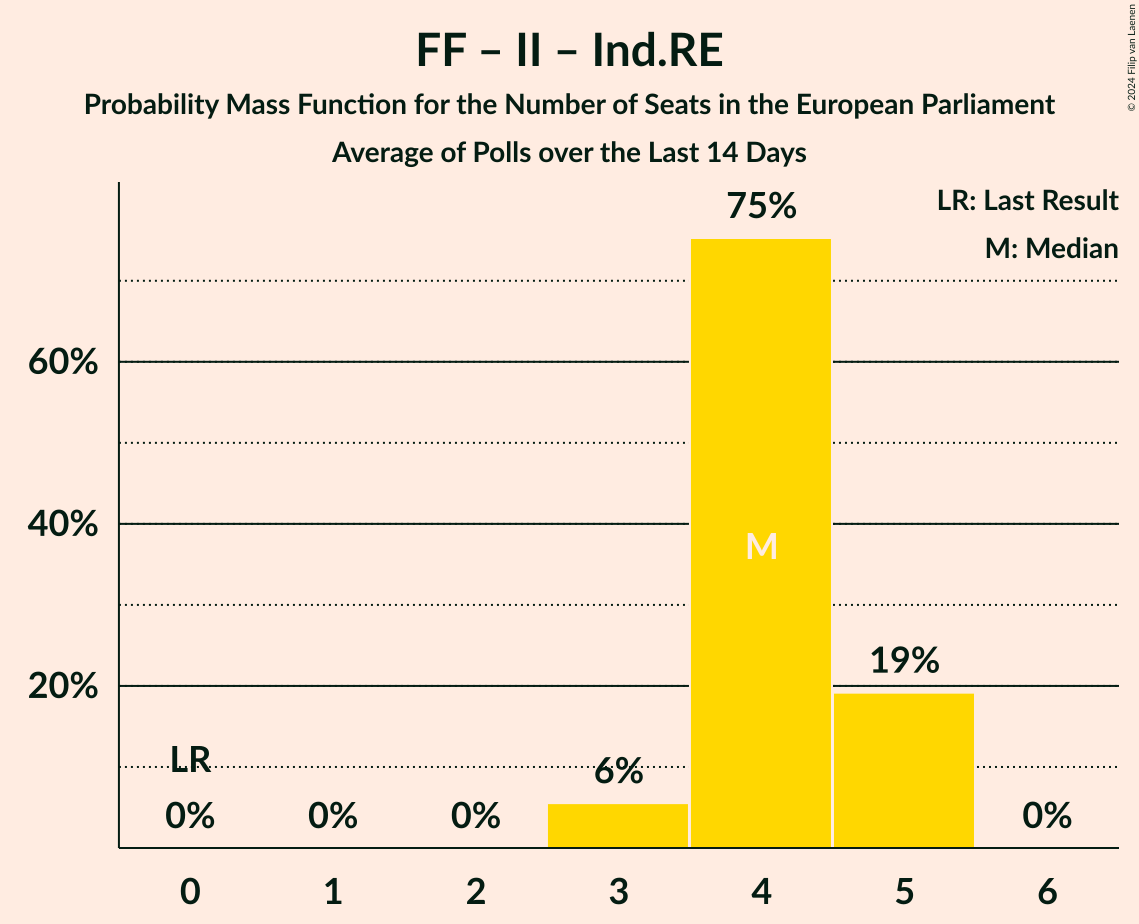 FF – II – Ind.RE
Probability Mass Function for the Number of Seats in the European Parliament
Average of Polls over the Last 14 Days
© 2024 Filip van Laenen
LR: Last Result
M: Median
75%
60%
40%
M
19%
20%
LR
6%
0%
0%
0%
0%
0
1
2
3
4
5
6